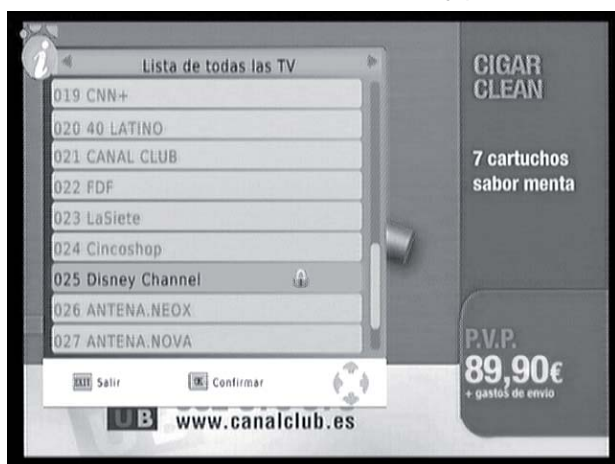 Lista de todas las TV
019 CNN+
020 40 LATINO
021 CANAL CLUB
022 FDF
023 LaSiete
024 Cincoshop
025 Disney Channel
026 ANTENA.NEOX
027 ANTENA.NOVA
EXIT Salir
OK Confirmar
UB
www.canalclub.es
CIGAR
CLEAN
7 cartuchos
sabor menta
P.V.P.
89,90€
+ gastos de envio